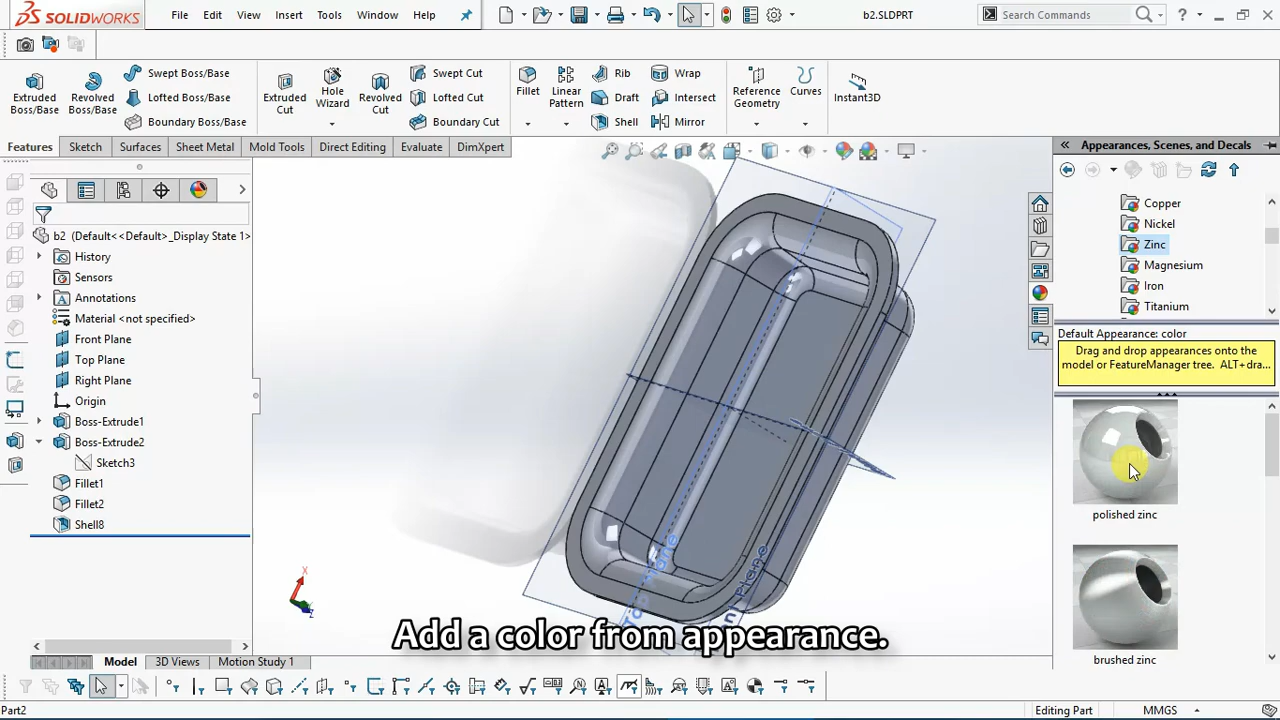 SOLIDWORKS
File
Edit
View
Insert
Tools
Window
Help
b2.SLDPRT
Search Commands
Extruded
Boss/Base
Revolved
Boss/Base
Swept Boss/Base
Lofted Boss/Base
Boundary Boss/Base
Extruded
Cut
Hole
Wizard
Revolved
Cut
Swept Cut
Lofted Cut
Boundary Cut
Fillet
Linear
Pattern
Rib
Draft
Shell
Wrap
Intersect
Mirror
Reference
Geometry
Curves
Instant3D
Features
Sketch
Surfaces
Sheet Metal
Mold Tools
Direct Editing
Evaluate
DimXpert
b2 (Default<<Default>_Display State 1>
History
Sensors
Annotations
Material <not specified>
Front Plane
Top Plane
Right Plane
Origin
Boss-Extrude1
Boss-Extrude2
Sketch3
Fillet1
Fillet2
Shell8
X
Z
Add a color from appearance.
Appearances, Scenes, and Decals
Copper
Nickel
Zinc
Magnesium
Iron
Titanium
Default Appearance: color
Drag and drop appearances onto the
model or FeatureManager tree. ALT+dra...
polished zinc
brushed zinc
Model
3D Views
Motion Study 1
Part2
Editing Part
MMGS